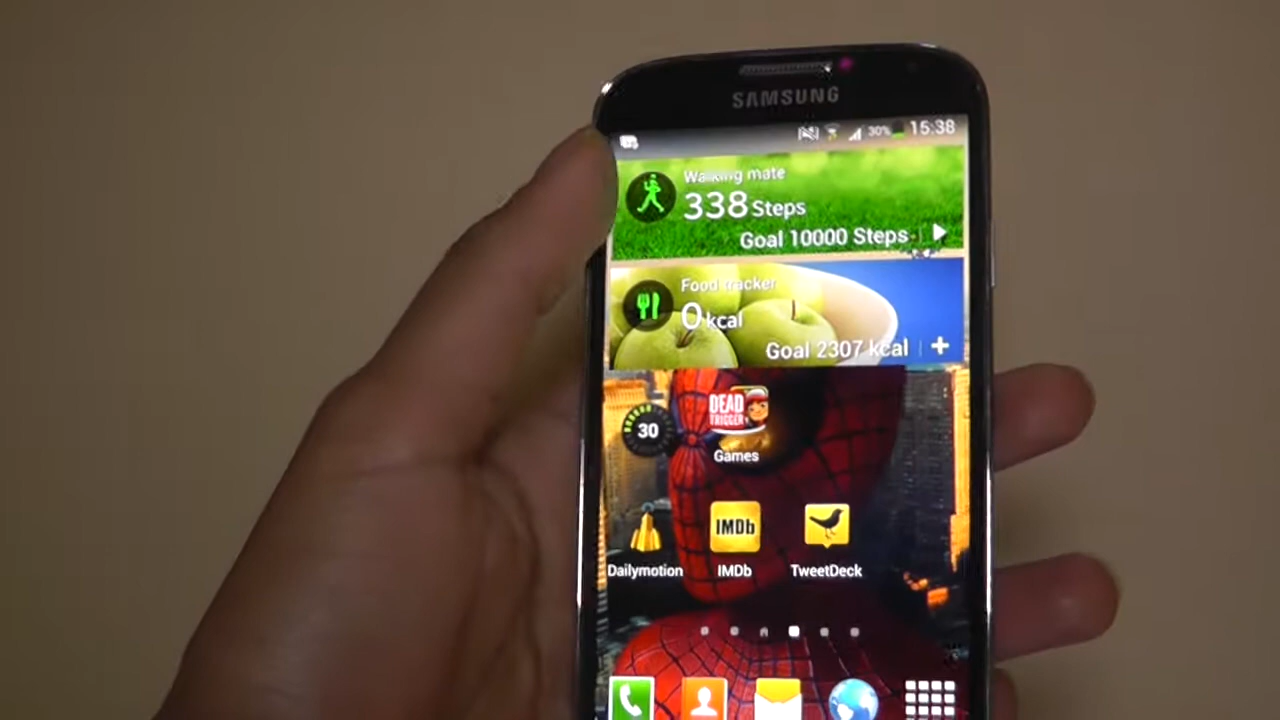 SAMSUNG
30% 15:38
Walking mate
338 Steps
Goal 10000 Steps
Food tracker
0 kcal
Goal 2307 kcal
30
DEAD
TRIGGER
Games
IMDb
Dailymotion IMDb TweetDeck